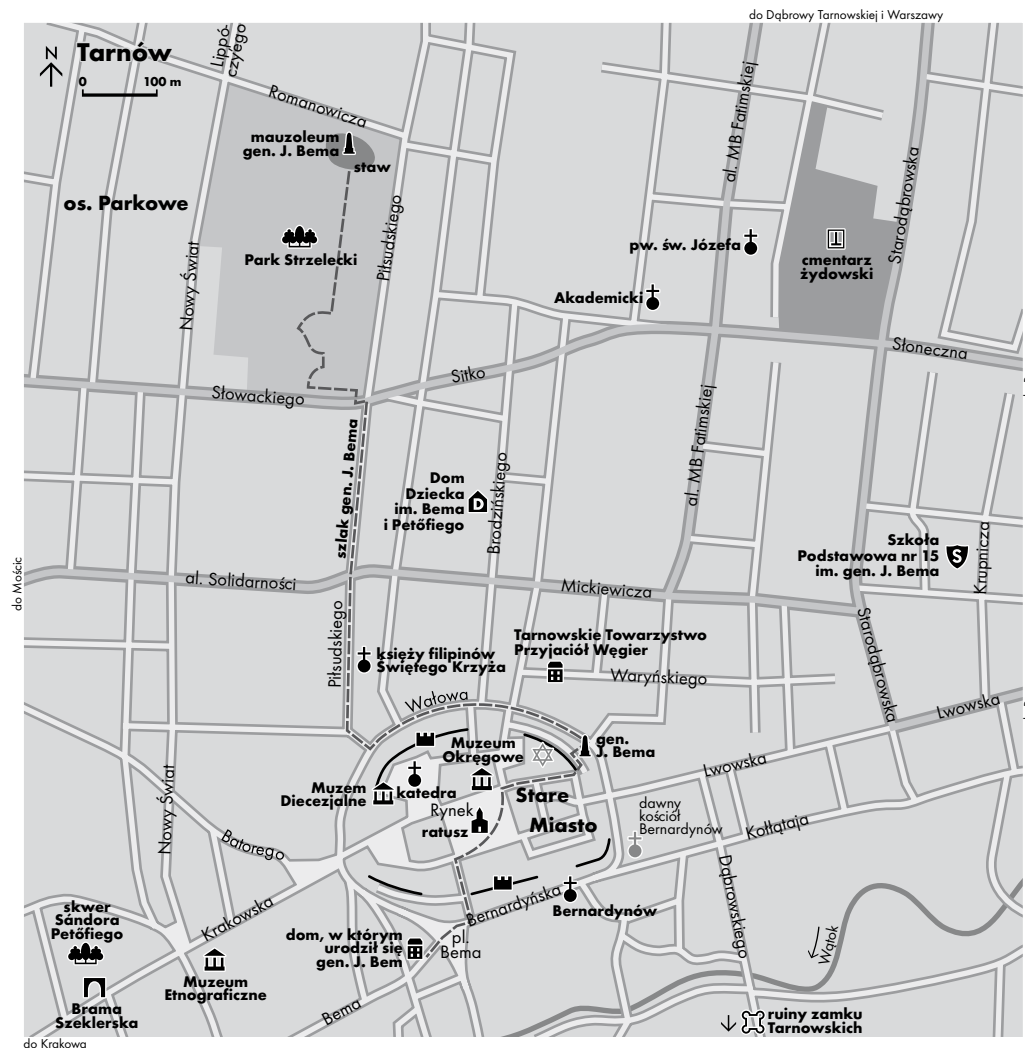 do Dąbrowy Tarnowskiej i Warszawy
N
Tarnów
0 100 m
Lippó-
czyego
Romanowicza
mauzoleum
gen. J. Bema
staw
os. Parkowe
Park Strzelecki
Nowy Świat
Piłsudskiego
al. MB Fatimskiej
Starodąbrowska
pw. św. Józefa
cmentarz
żydowski
Akademicki
Słoneczna
Sitko
Słowackiego
szlak gen. J. Bema
al. MB Fatimskiej
Dom
Dziecka
im. Bema
i Petőfiego
D
Brodzińskiego
Szkoła
Podstawowa nr 15
im. gen. J. Bema
S
Krupnicza
do Mościc
al. Solidarności
Mickiewicza
Piłsudskiego
księży filipinów
Świętego Krzyża
Tarnowskie Towarzystwo
Przyjaciół Węgier
Waryńskiego
Starodąbrowska
Lwowska
Wałowa
gen.
J. Bema
Muzeum
Okręgowe
Lwowska
Muzem
Diecezjalne
katedra
Rynek
ratusz
Stare
Miasto
dawny
kościół
Bernardynów
Kołłątaja
Nowy Świat
Batorego
Krakowska
Bernardyńska
Bernardynów
Dąbrowskiego
Wątok
skwer
Sándora
Petőfiego
dom, w którym
urodził się
gen. J. Bem
pl.
Bema
Muzeum
Etnograficzne
Brama
Szeklerska
Bema
ruiny zamku
Tarnowskich
do Krakowa